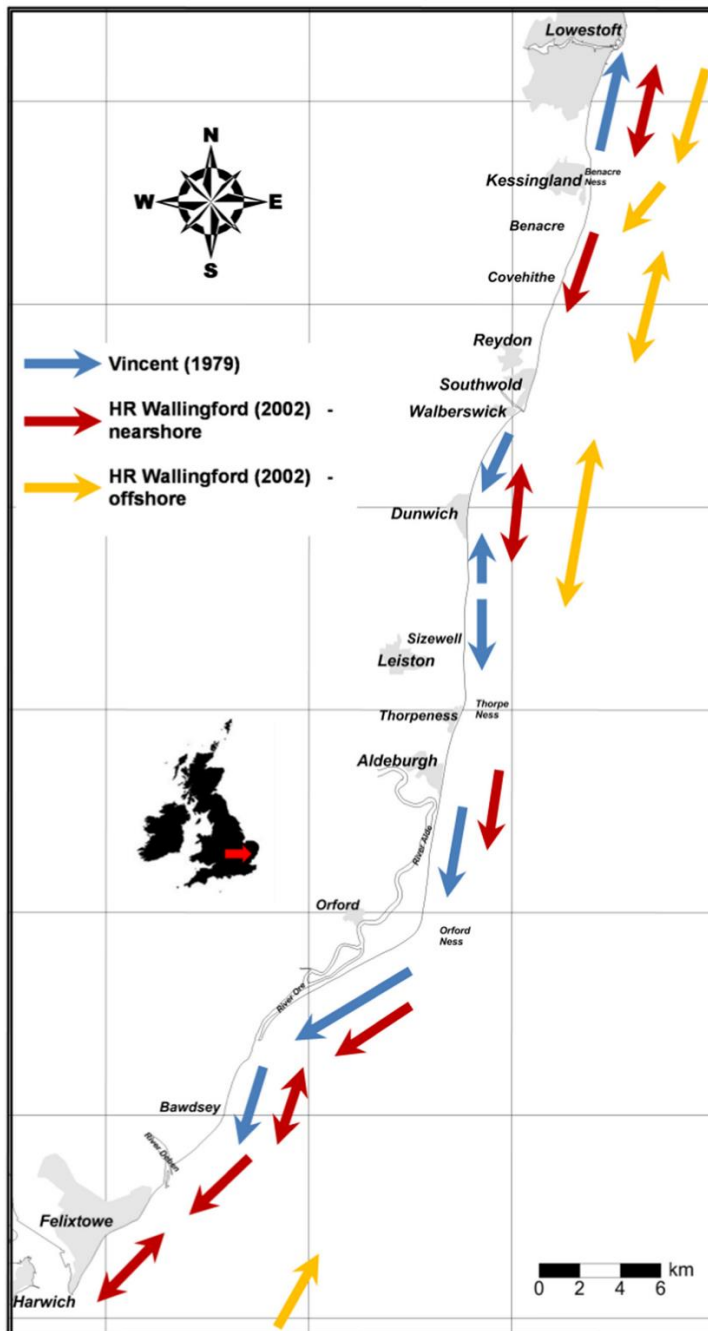 Lowestoft
N
W E
S
Kessingland
Benacre
Ness
Benacre
Covehithe
Reydon
Vincent (1979)
Southwold
HR Wallingford (2002) -
nearshore
Walberswick
HR Wallingford (2002) -
offshore
Dunwich
Sizewell
Leiston
Thorpeness
Thorpe
Ness
Aldeburgh
River Alde
Orford
Orford
Ness
River Ore
Bawdsey
River Deben
Felixtowe
Harwich
km
0 2 4 6